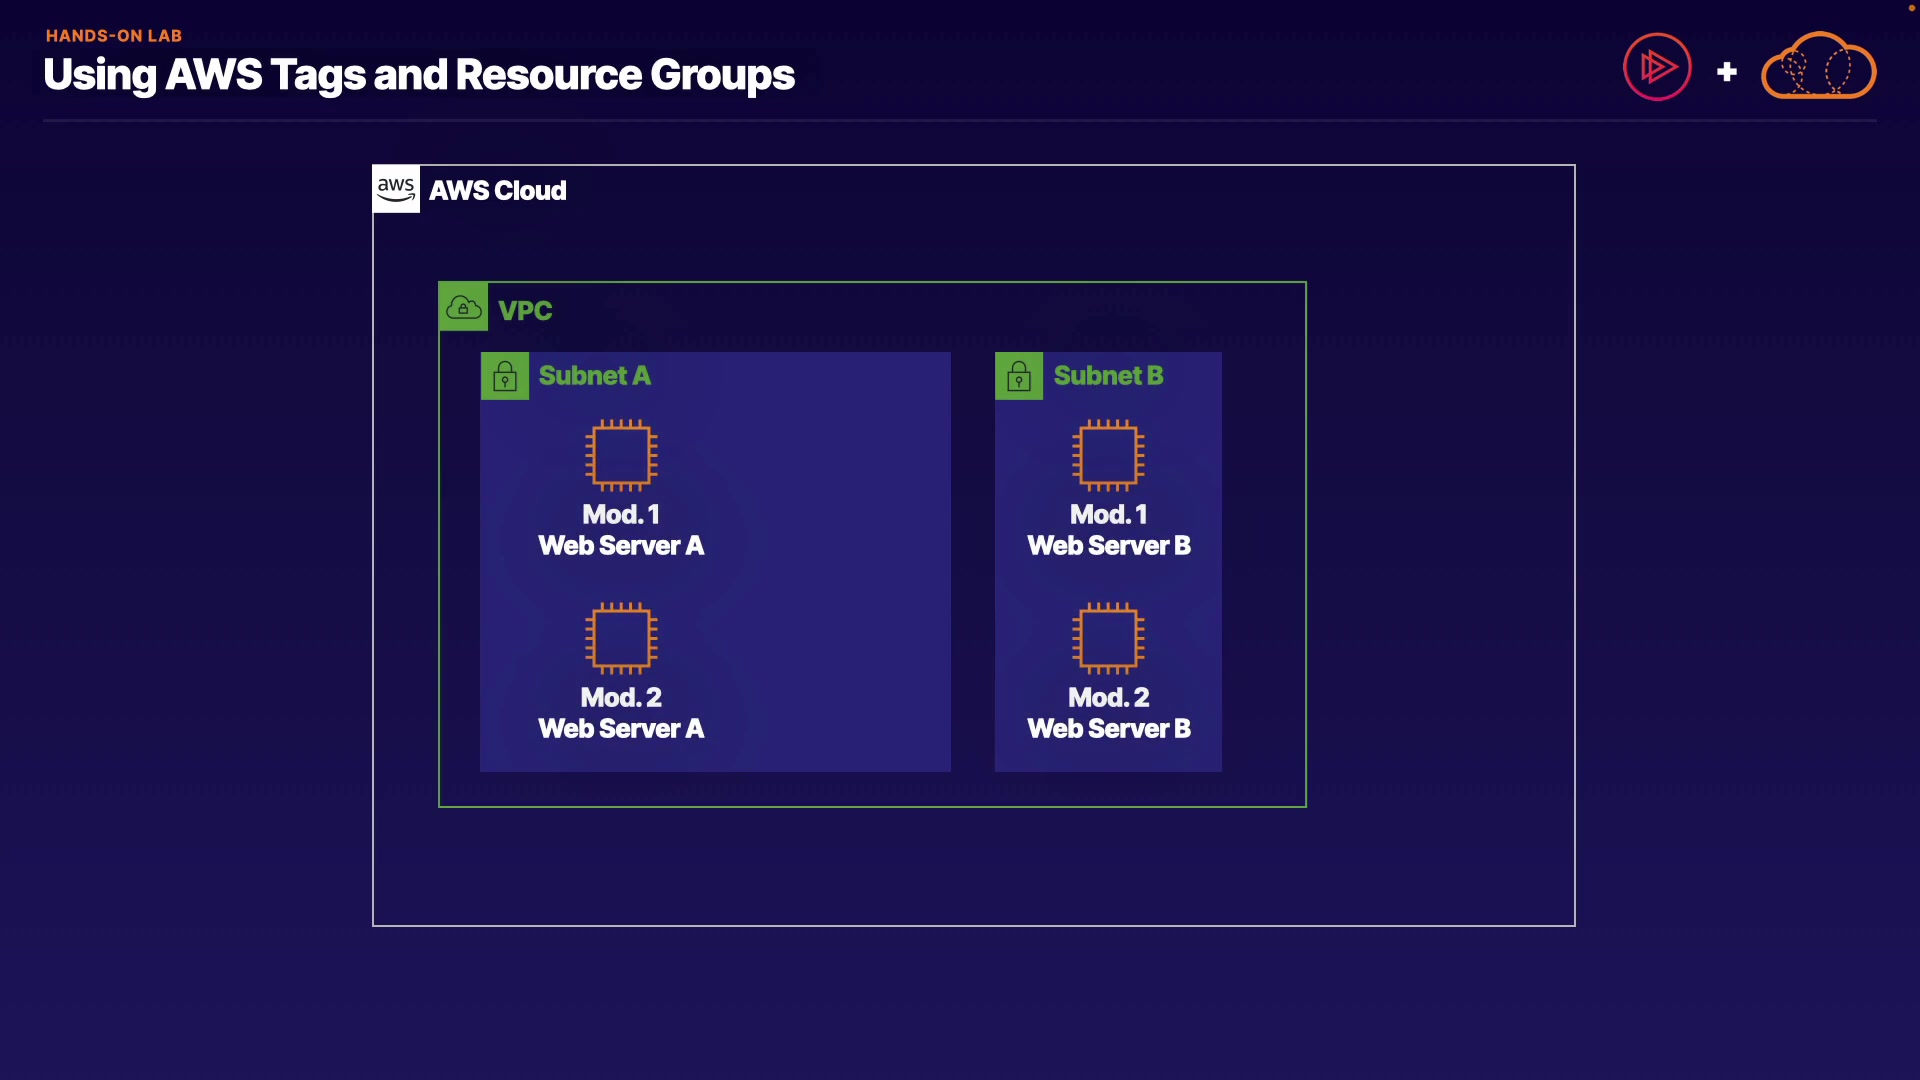 HANDS-ON LAB
Using AWS Tags and Resource Groups
+
aws
AWS Cloud
VPC
Subnet A
Mod. 1
Web Server A
Mod. 2
Web Server A
Subnet B
Mod. 1
Web Server B
Mod. 2
Web Server B